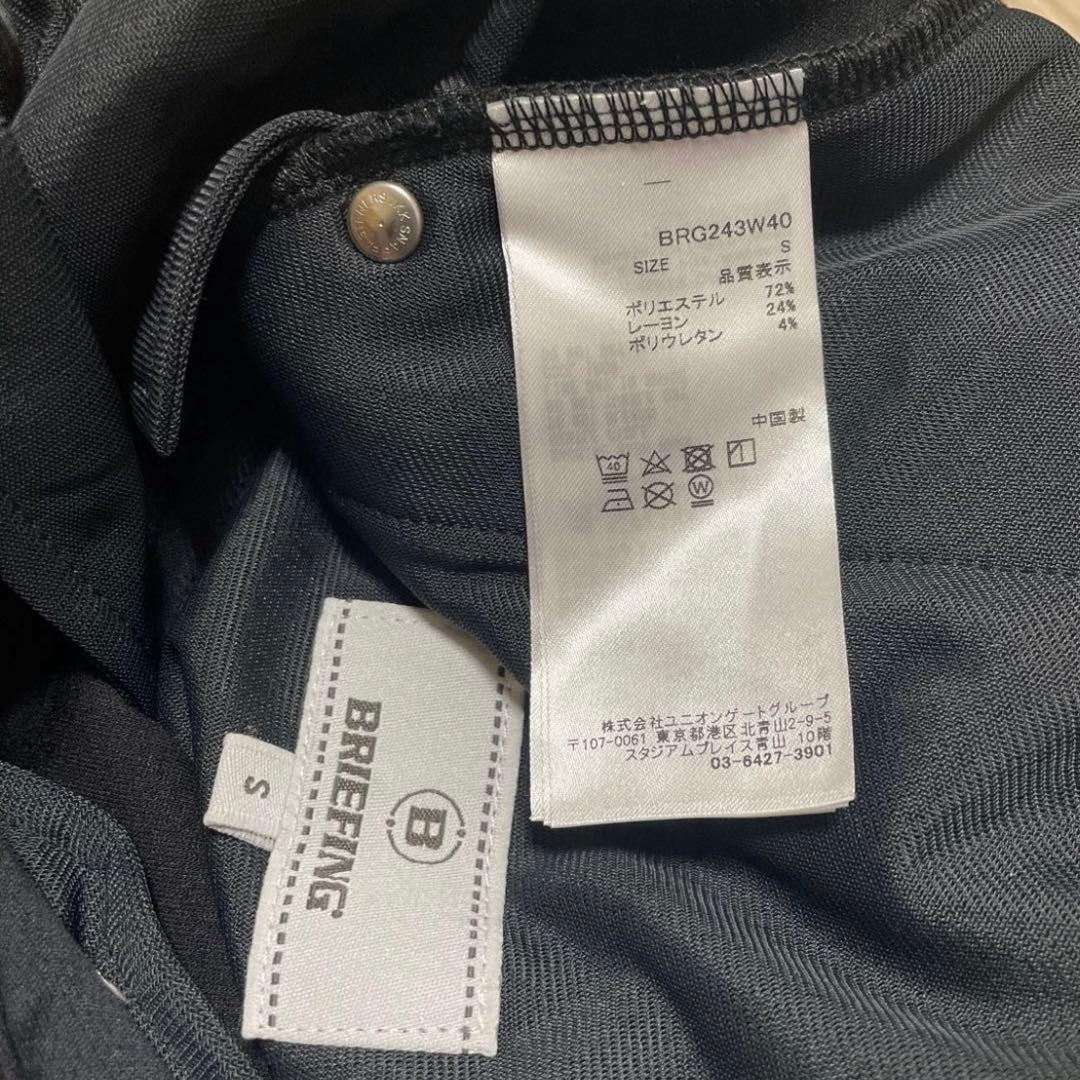 BRG243W40
SIZE S
品質表示
ポリエステル 72%
レーヨン 24%
ポリウレタン 4%
中国製
40
W
株式会社ユニオンゲートグループ
〒107-0061 東京都港区北青山2-9-5
スタジアムプレイス青山 10階
03-6427-3901
S
BRIEFING
B